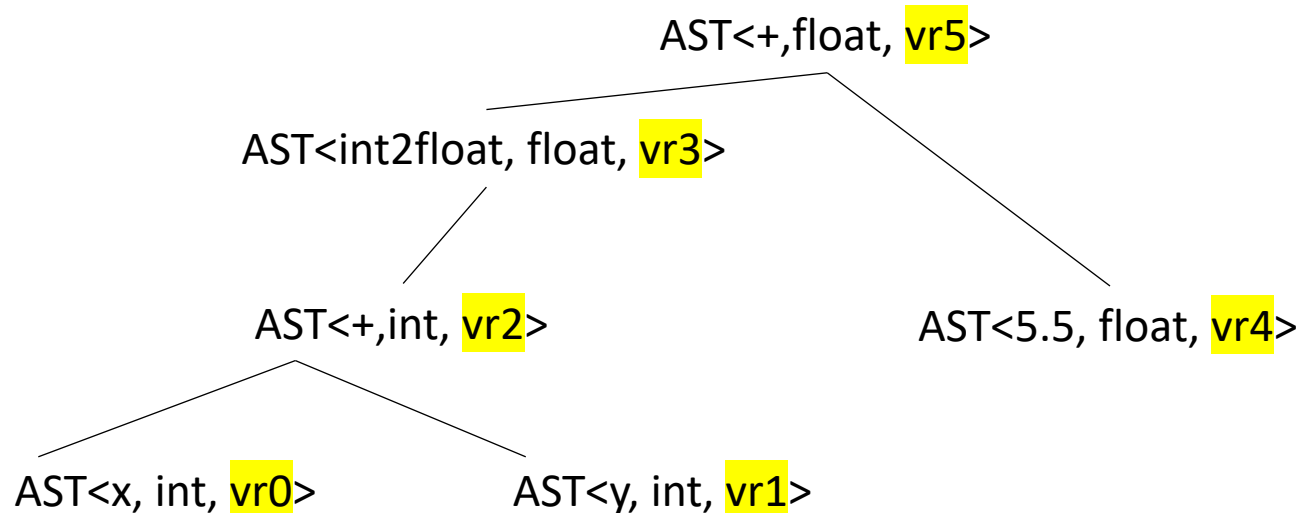 AST<+,float, vr5>
AST<int2float, float, vr3>
AST<+,int, vr2>
AST<5.5, float, vr4>
AST<x, int, vr0>
AST<y, int, vr1>